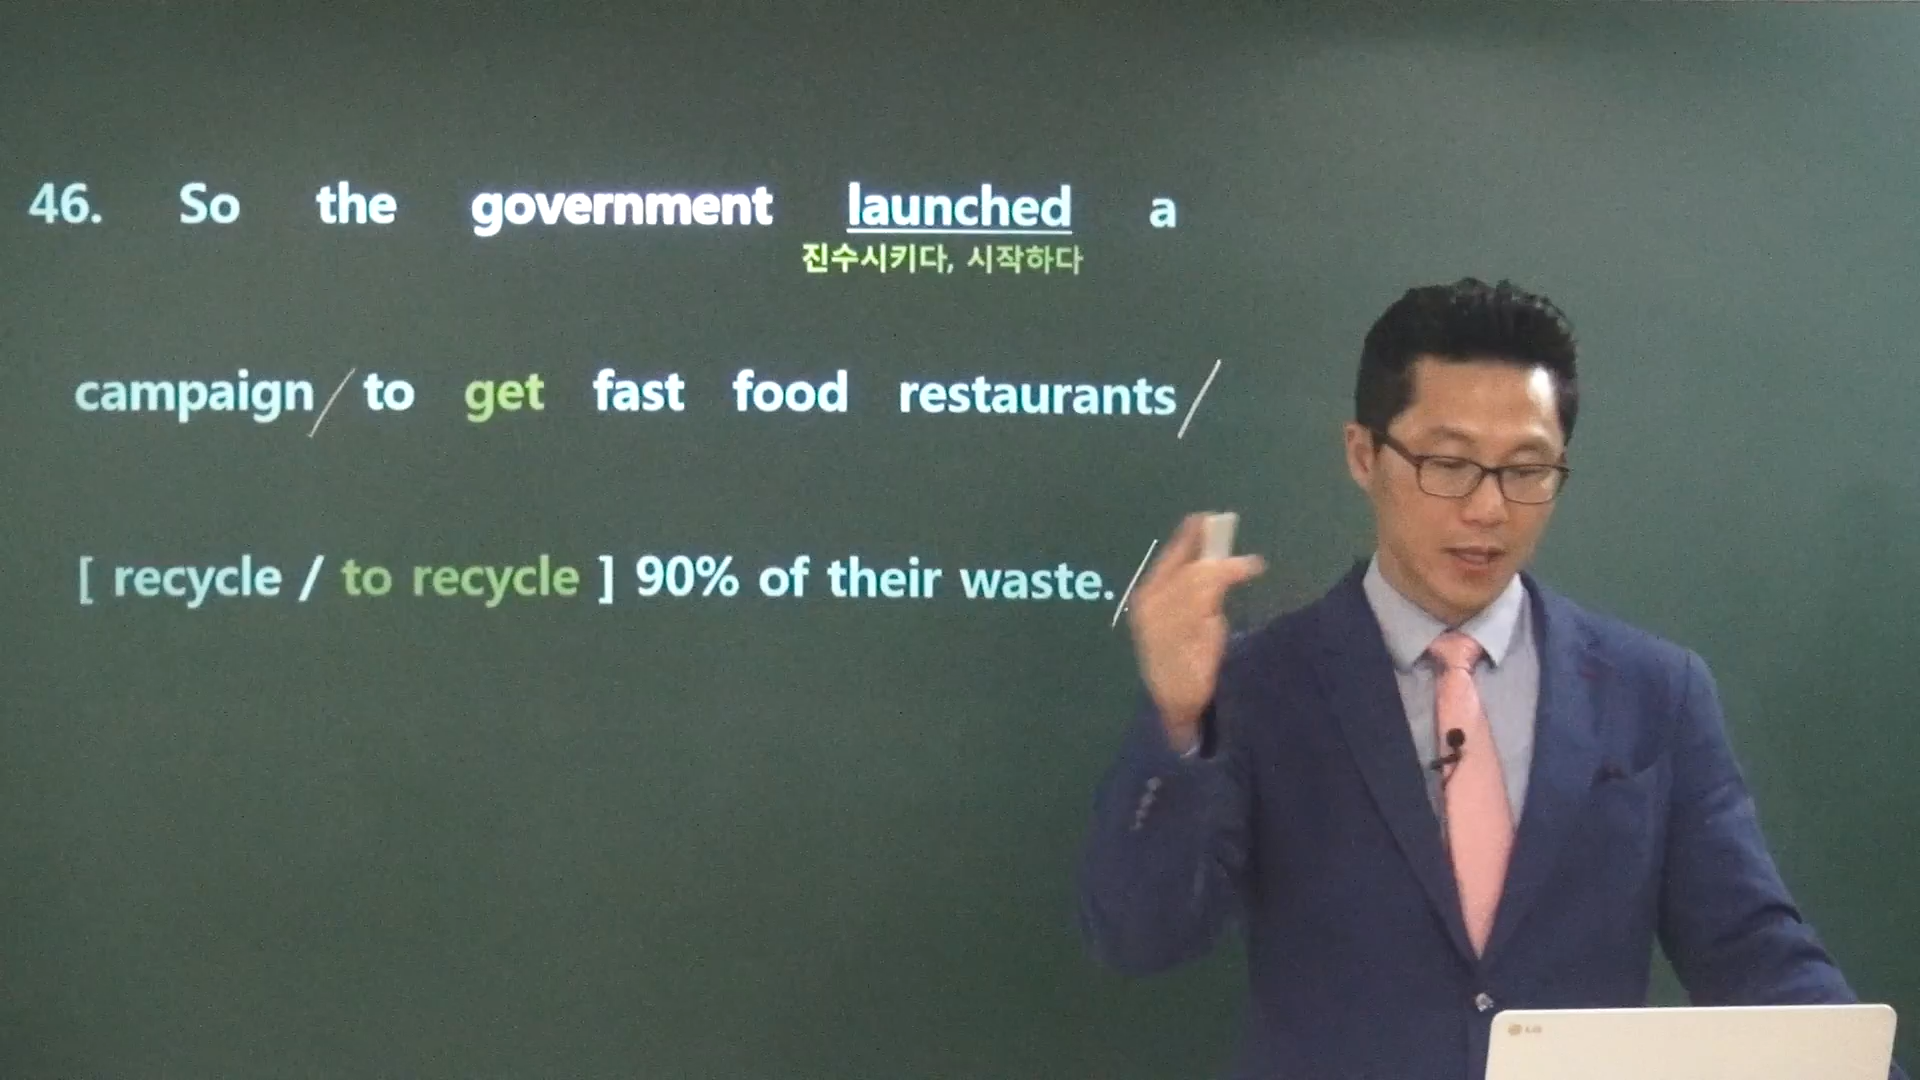 46. So the government launched a
진수시키다, 시작하다
campaign / to get fast food restaurants /
[ recycle / to recycle ] 90% of their waste. /
LG